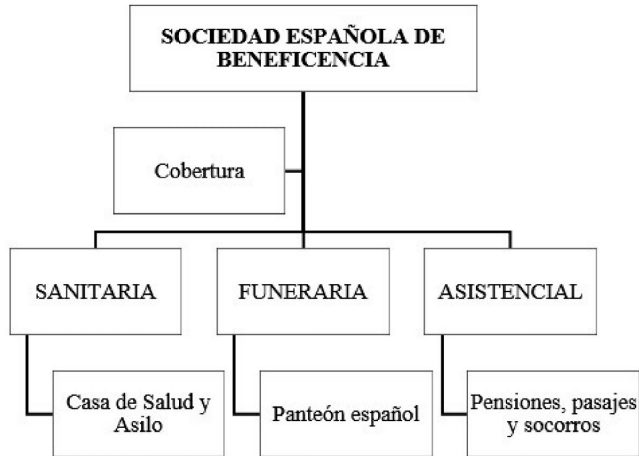 SOCIEDAD ESPAÑOLA DE
BENEFICENCIA
Cobertura
SANITARIA
FUNERARIA
ASISTENCIAL
Casa de Salud y
Asilo
Panteón español
Pensiones, pasajes
y socorros